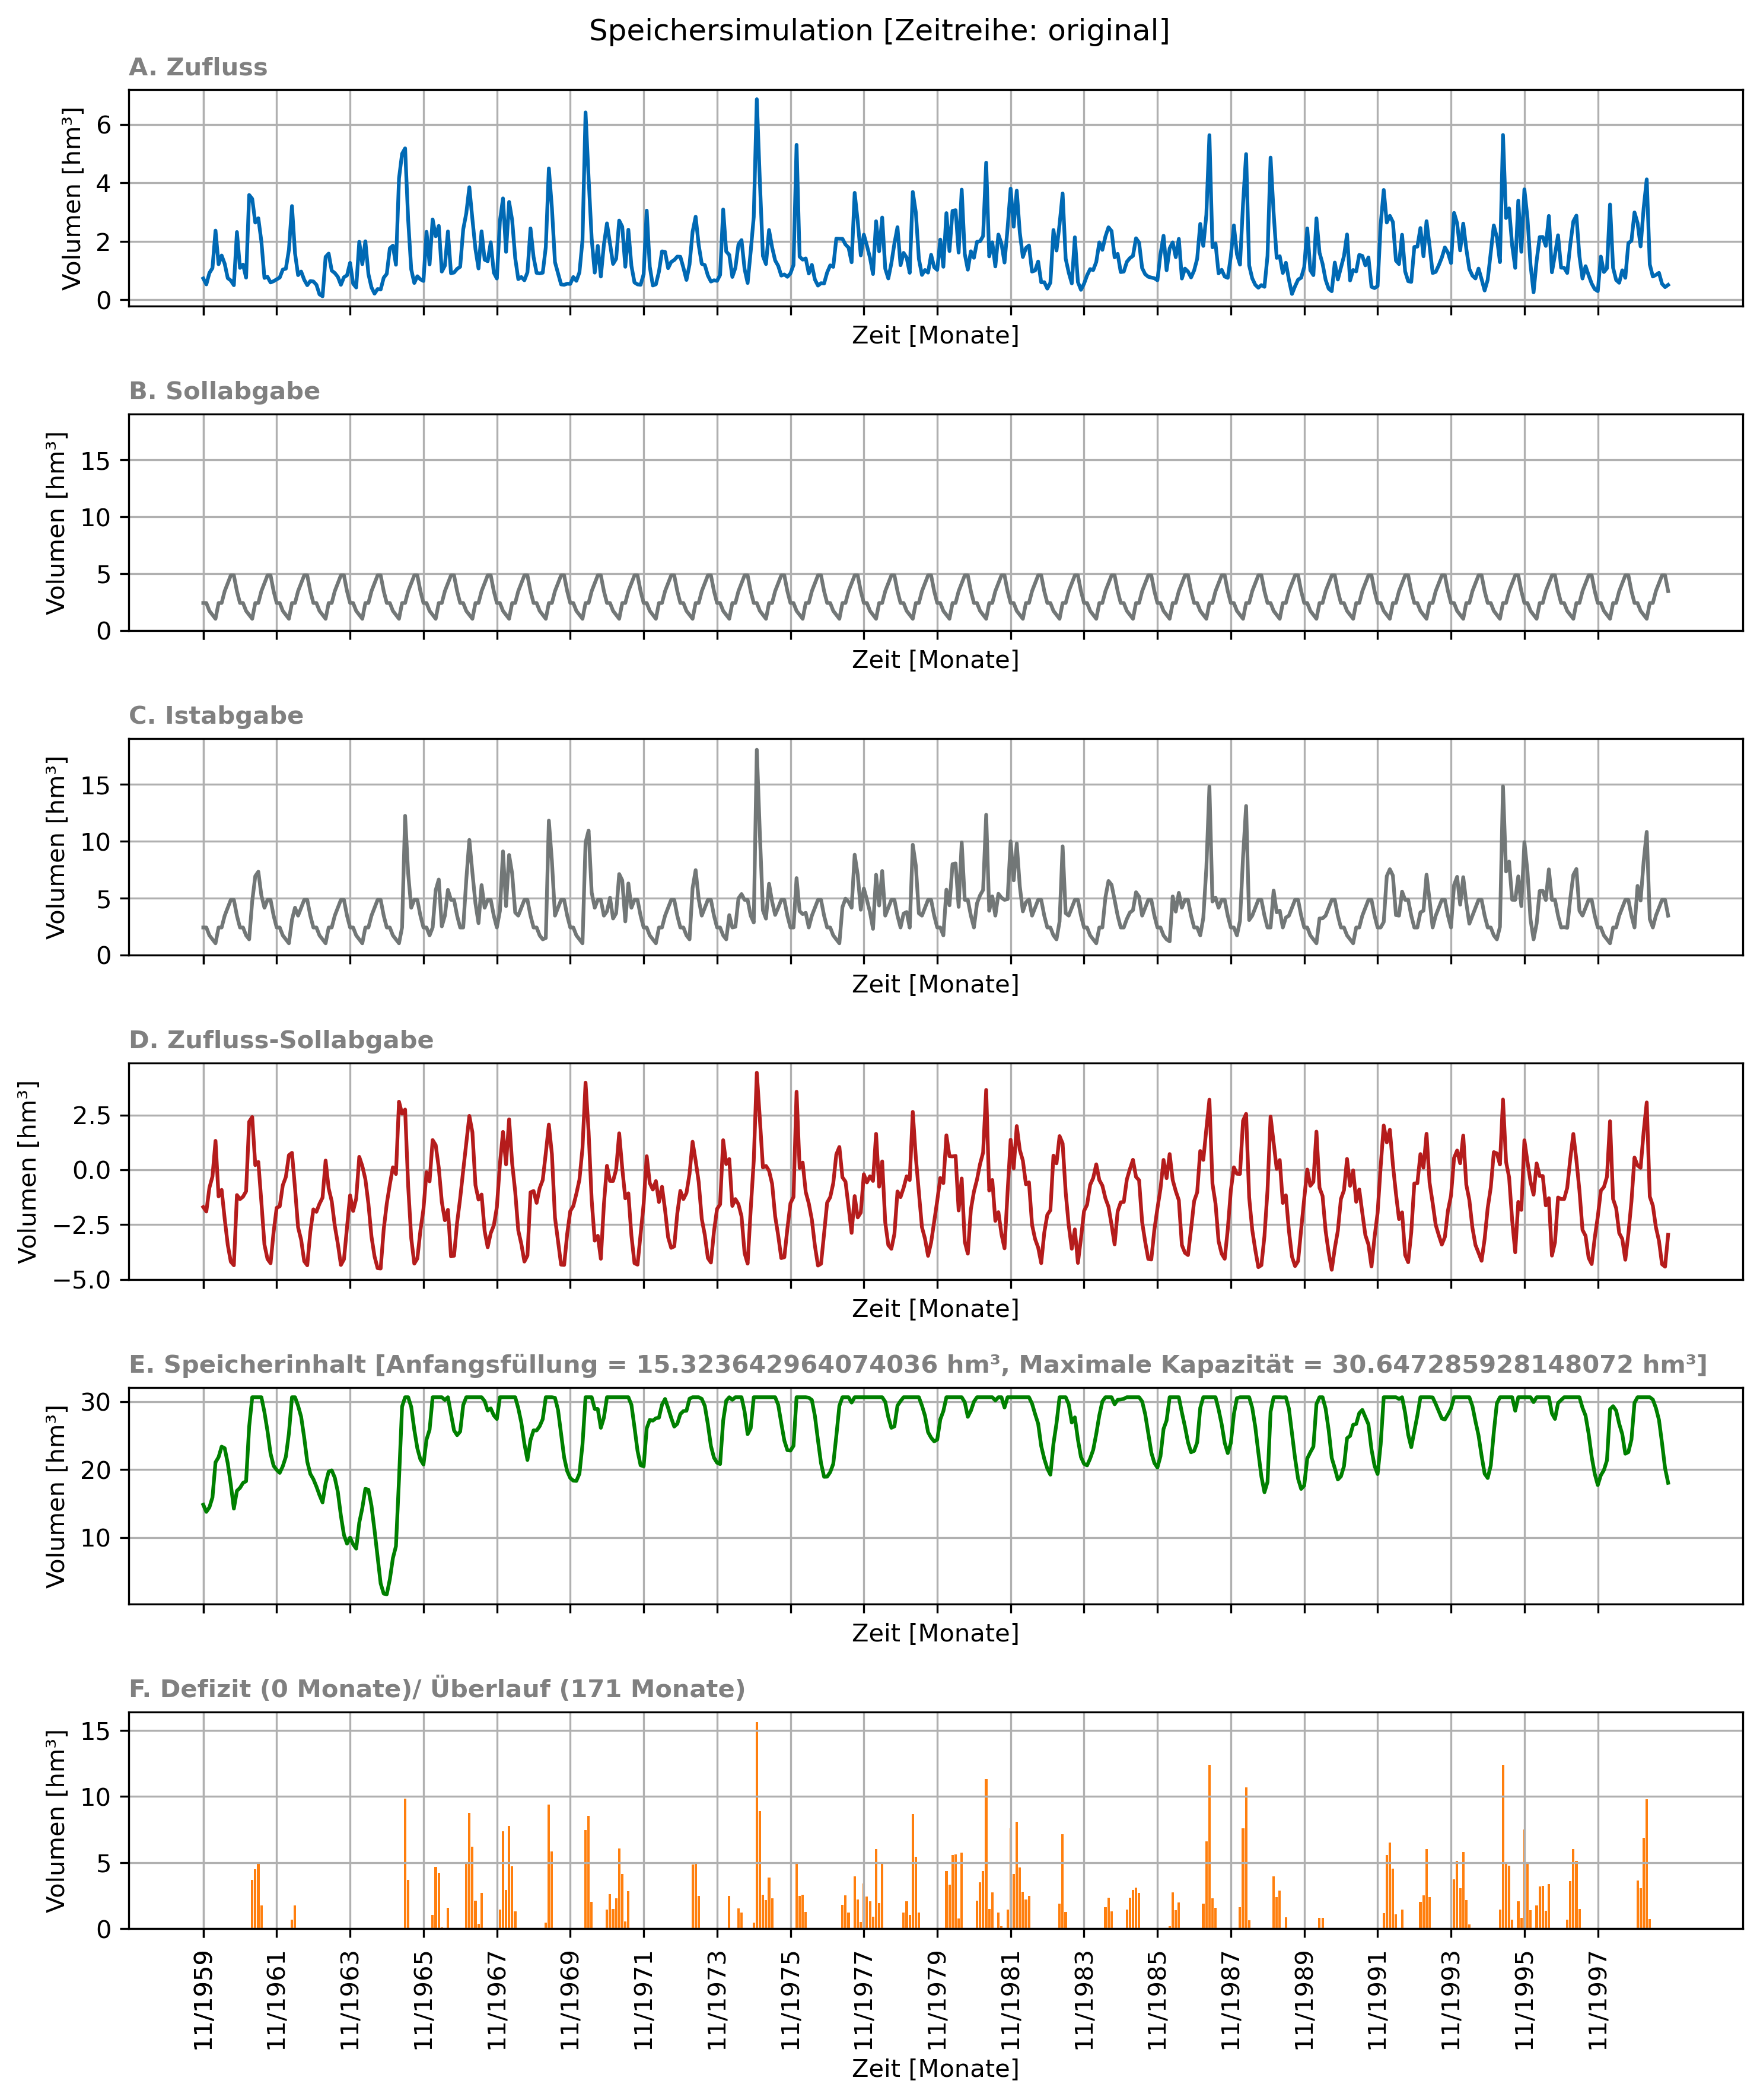 Speichersimulation [Zeitreihe: original]
A. Zufluss
Volumen [hm³]
6
4
2
0
Zeit [Monate]
B. Sollabgabe
Volumen [hm³]
15
10
5
0
Zeit [Monate]
C. Istabgabe
Volumen [hm³]
15
10
5
0
Zeit [Monate]
D. Zufluss-Sollabgabe
Volumen [hm³]
2.5
0.0
−2.5
−5.0
Zeit [Monate]
E. Speicherinhalt [Anfangsfüllung = 15.323642964074036 hm³, Maximale Kapazität = 30.647285928148072 hm³]
Volumen [hm³]
30
20
10
Zeit [Monate]
F. Defizit (0 Monate)/ Überlauf (171 Monate)
Volumen [hm³]
15
10
5
0
11/1959
11/1961
11/1963
11/1965
11/1967
11/1969
11/1971
11/1973
11/1975
11/1977
11/1979
11/1981
11/1983
11/1985
11/1987
11/1989
11/1991
11/1993
11/1995
11/1997
Zeit [Monate]